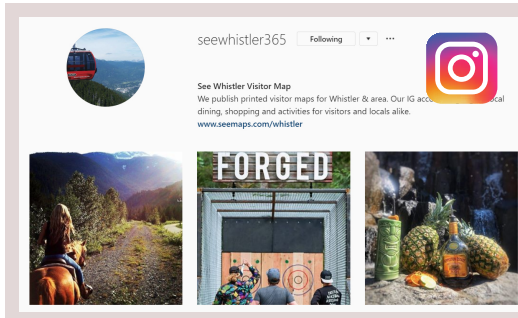 seewhistler365 Following
See Whistler Visitor Map
We publish printed visitor maps for Whistler & area. Our IG
dining, shopping and activities for visitors and locals alike.
www.seemaps.com/whistler
FORGED